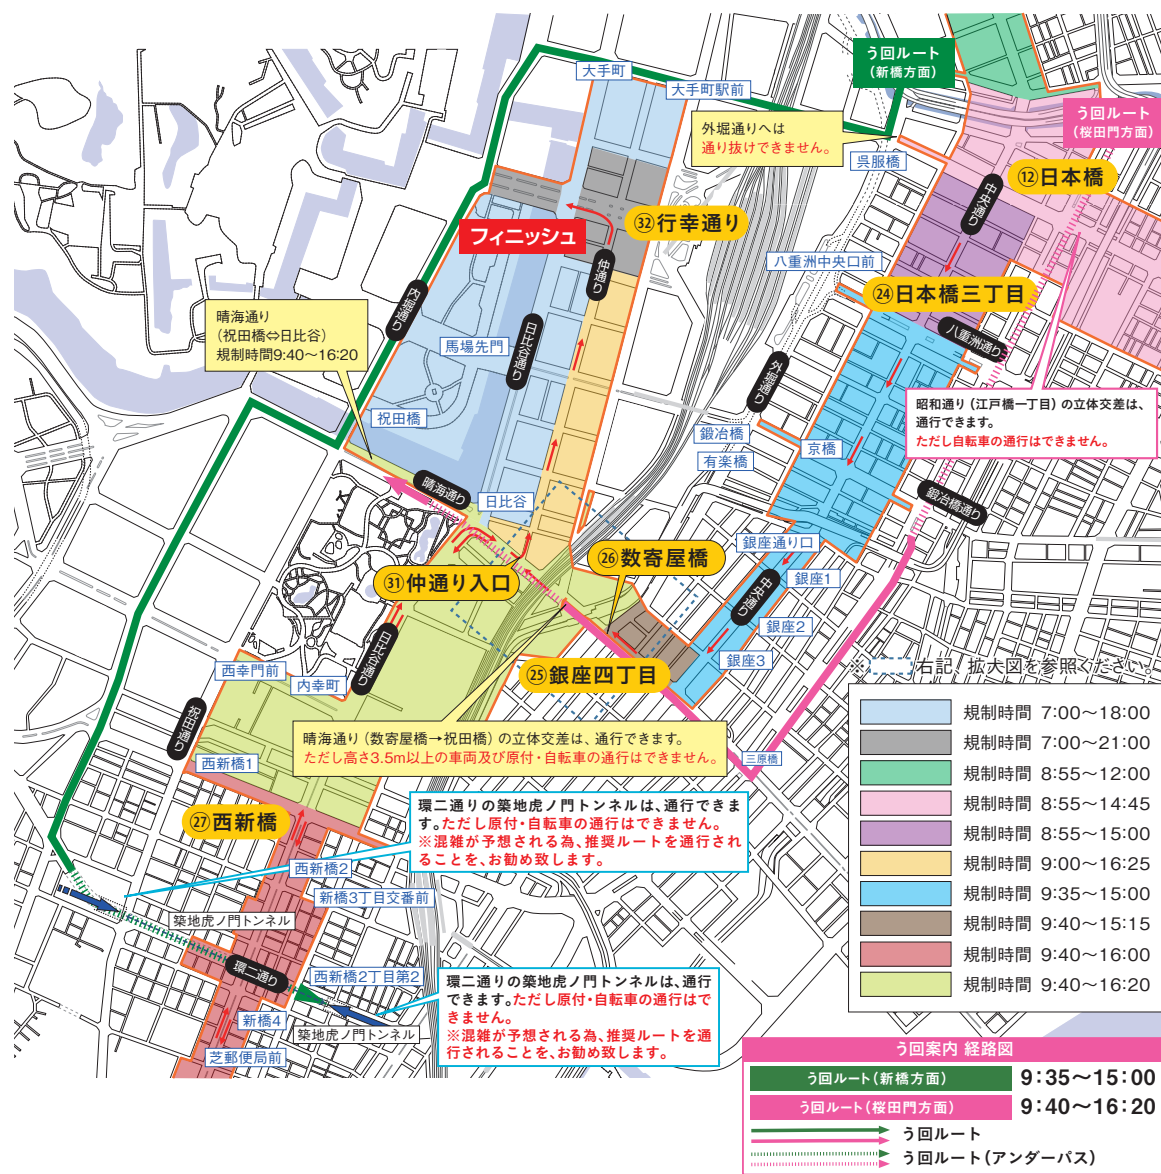 う回ルート
(新橋方面)
大手町
大手町駅前
う回ルート
(桜田門方面)
外堀通りへは
通り抜けできません。
呉服橋
⑫日本橋
中央通り
㉜行幸通り
フィニッシュ
仲通り
八重洲中央口前
㉔日本橋三丁目
内堀通り
晴海通り
(祝田橋⇔日比谷)
規制時間9:40〜16:20
馬場先門
日比谷通り
八重洲通り
外堀通り
昭和通り(江戸橋一丁目)の立体交差は、
通行できます。
ただし自転車の通行はできません。
祝田橋
鍛冶橋
有楽橋
京橋
晴海通り
日比谷
鍛冶橋通り
銀座通り口
㉖数寄屋橋
㉛仲通り入口
銀座1
中央通り
銀座2
日比谷通り
銀座3
㉕銀座四丁目
※ 右記、拡大図を参照ください。
西幸門前
内幸町
祝田通り
晴海通り(数寄屋橋→祝田橋)の立体交差は、通行できます。
ただし高さ3.5m以上の車両及び原付・自転車の通行はできません。
三原橋
西新橋1
規制時間 7:00〜18:00
規制時間 7:00〜21:00
規制時間 8:55〜12:00
規制時間 8:55〜14:45
規制時間 8:55〜15:00
規制時間 9:00〜16:25
規制時間 9:35〜15:00
規制時間 9:40〜15:15
規制時間 9:40〜16:00
規制時間 9:40〜16:20
㉗西新橋
環二通りの築地虎ノ門トンネルは、通行できま
す。ただし原付・自転車の通行はできません。
※混雑が予想される為、推奨ルートを通行され
ることを、お勧め致します。
西新橋2
新橋3丁目交番前
築地虎ノ門トンネル
環二通り
西新橋2丁目第2
環二通りの築地虎ノ門トンネルは、通行
できます。ただし原付・自転車の通行はで
きません。
※混雑が予想される為、推奨ルートを通
行されることを、お勧め致します。
新橋4
築地虎ノ門トンネル
芝郵便局前
う回案内 経路図
う回ルート(新橋方面) 9:35〜15:00
う回ルート(桜田門方面) 9:40〜16:20
う回ルート
う回ルート(アンダーパス)